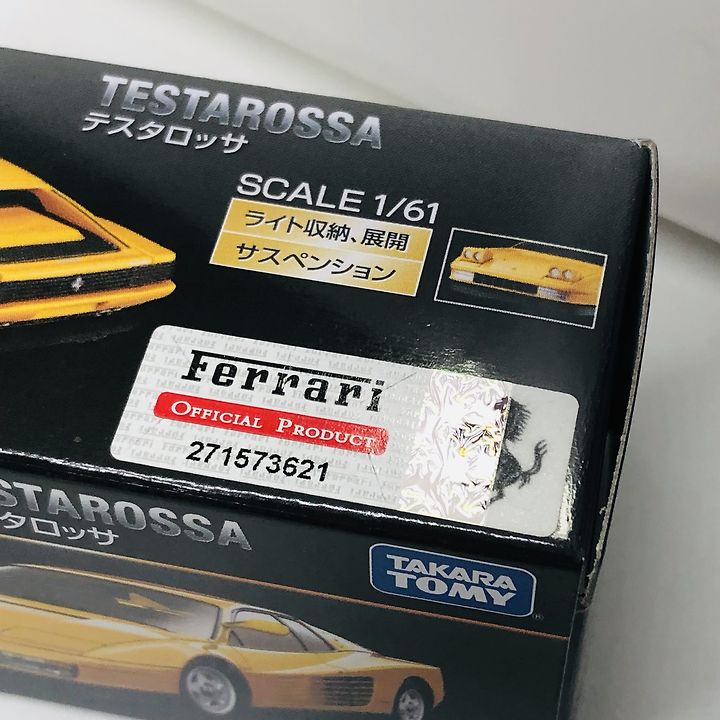 TESTAROSSA
テスタロッサ
SCALE 1/61
ライト収納、展開
サスペンション
Ferrari
OFFICIAL PRODUCT
271573621
STAROSSA
スタロッサ
TAKARA
TOMY
®